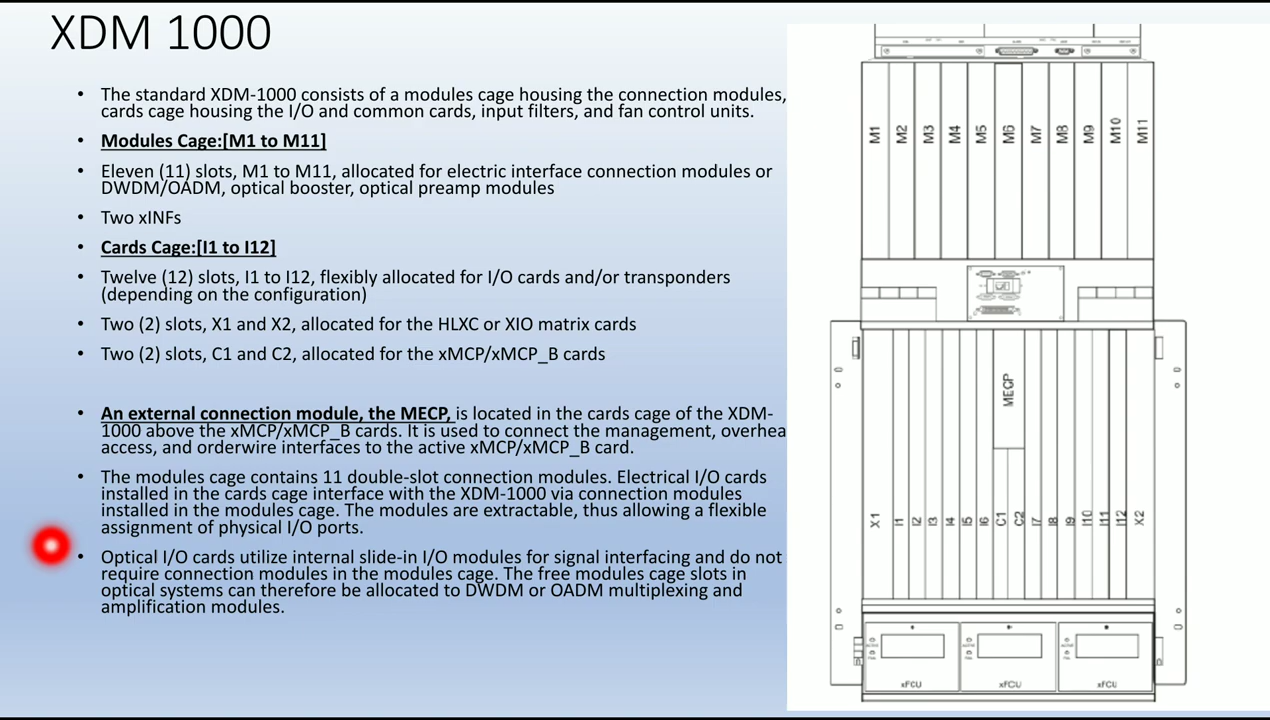 XDM 1000
• The standard XDM-1000 consists of a modules cage housing the connection modules,
cards cage housing the I/O and common cards, input filters, and fan control units.
• Modules Cage:[M1 to M11]
• Eleven (11) slots, M1 to M11, allocated for electric interface connection modules or
DWDM/OADM, optical booster, optical preamp modules
• Two xINFs
• Cards Cage:[I1 to I12]
• Twelve (12) slots, I1 to I12, flexibly allocated for I/O cards and/or transponders
(depending on the configuration)
• Two (2) slots, X1 and X2, allocated for the HLXC or XIO matrix cards
• Two (2) slots, C1 and C2, allocated for the xMCP/xMCP_B cards
• An external connection module, the MECP, is located in the cards cage of the XDM-
1000 above the xMCP/xMCP_B cards. It is used to connect the management, overhea
access, and orderwire interfaces to the active xMCP/xMCP_B card.
• The modules cage contains 11 double-slot connection modules. Electrical I/O cards
installed in the cards cage interface with the XDM-1000 via connection modules
installed in the modules cage. The modules are extractable, thus allowing a flexible
assignment of physical I/O ports.
• Optical I/O cards utilize internal slide-in I/O modules for signal interfacing and do not
require connection modules in the modules cage. The free modules cage slots in
optical systems can therefore be allocated to DWDM or OADM multiplexing and
amplification modules.
M1 M2 M3 M4 M5 M6 M7 M8 M9 M10 M11
MECP
X1 I1 I2 I3 I4 I5 I6 C1 C2 I7 I8 I9 I10 I11 I12 X2
xFCU xFCU xFCU